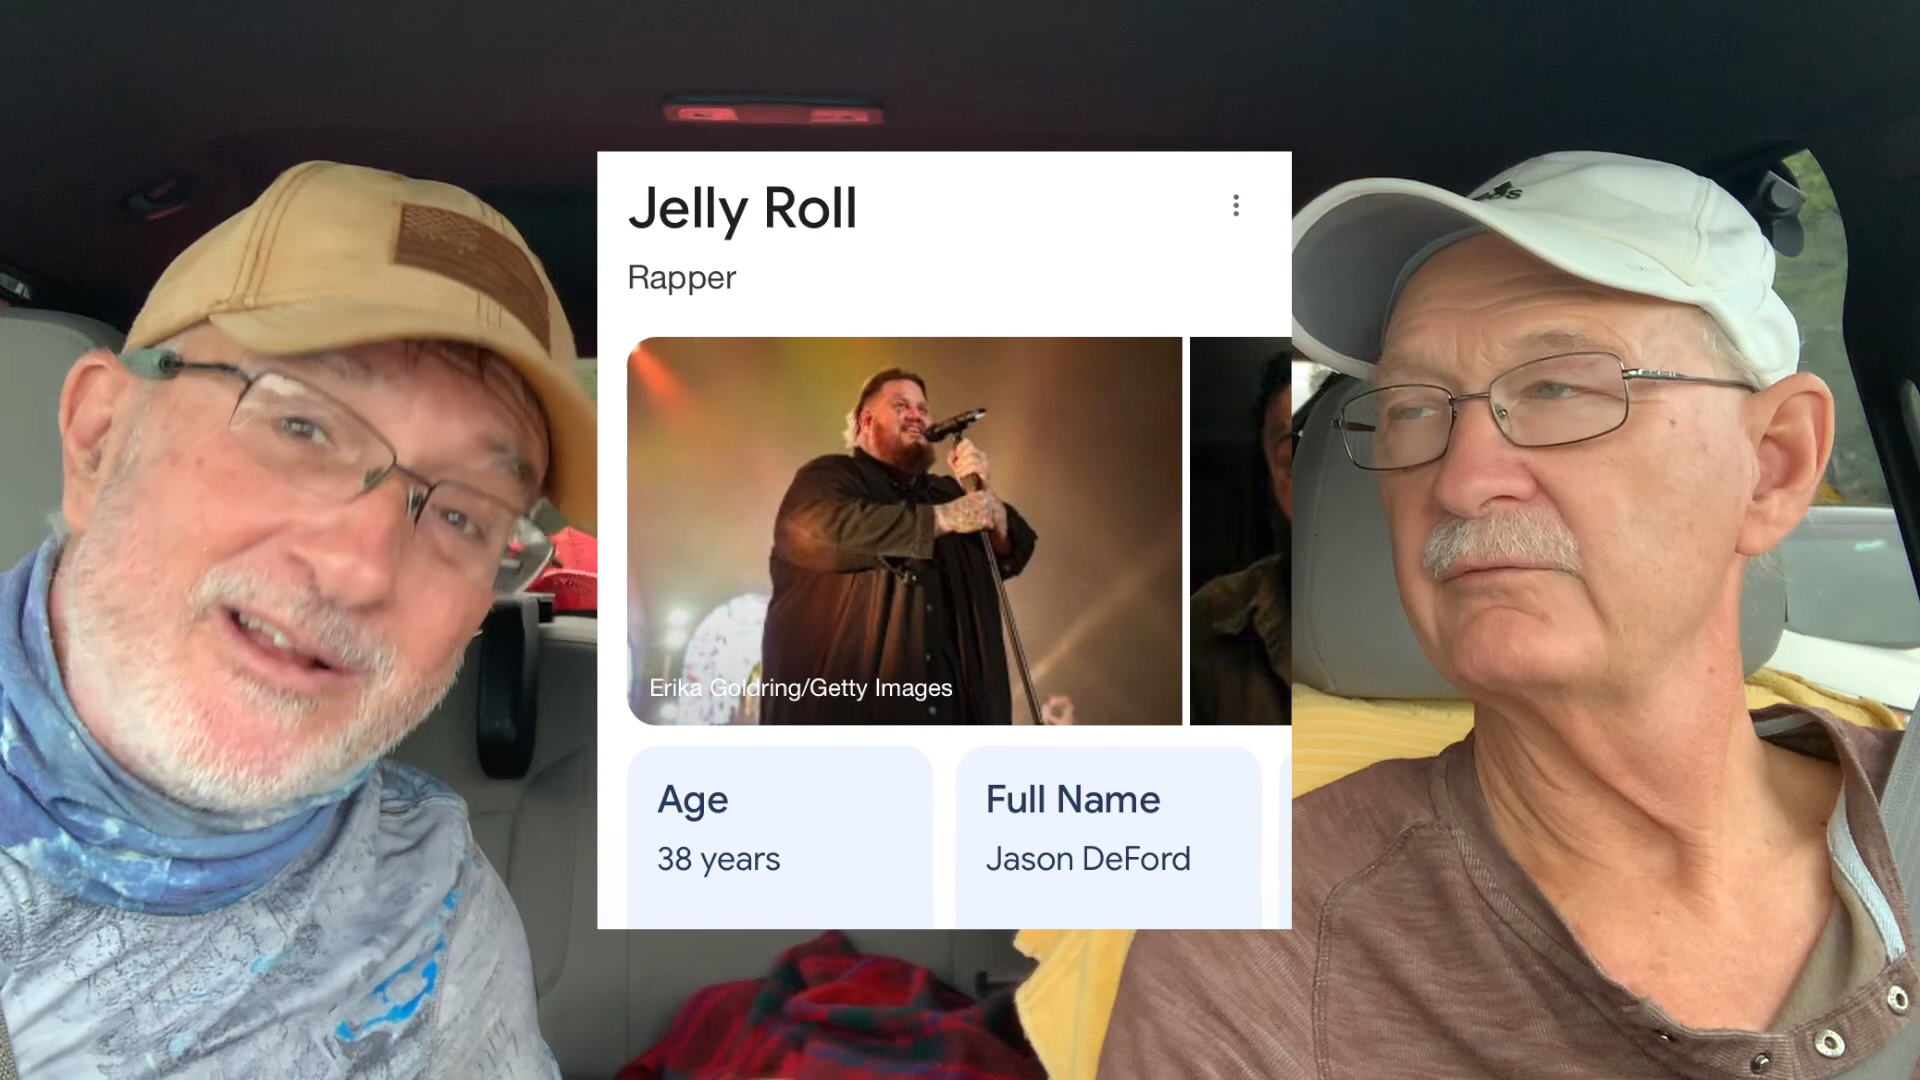 Jelly Roll
Rapper
Erika Goldring/Getty Images
Age
38 years
Full Name
Jason DeFord